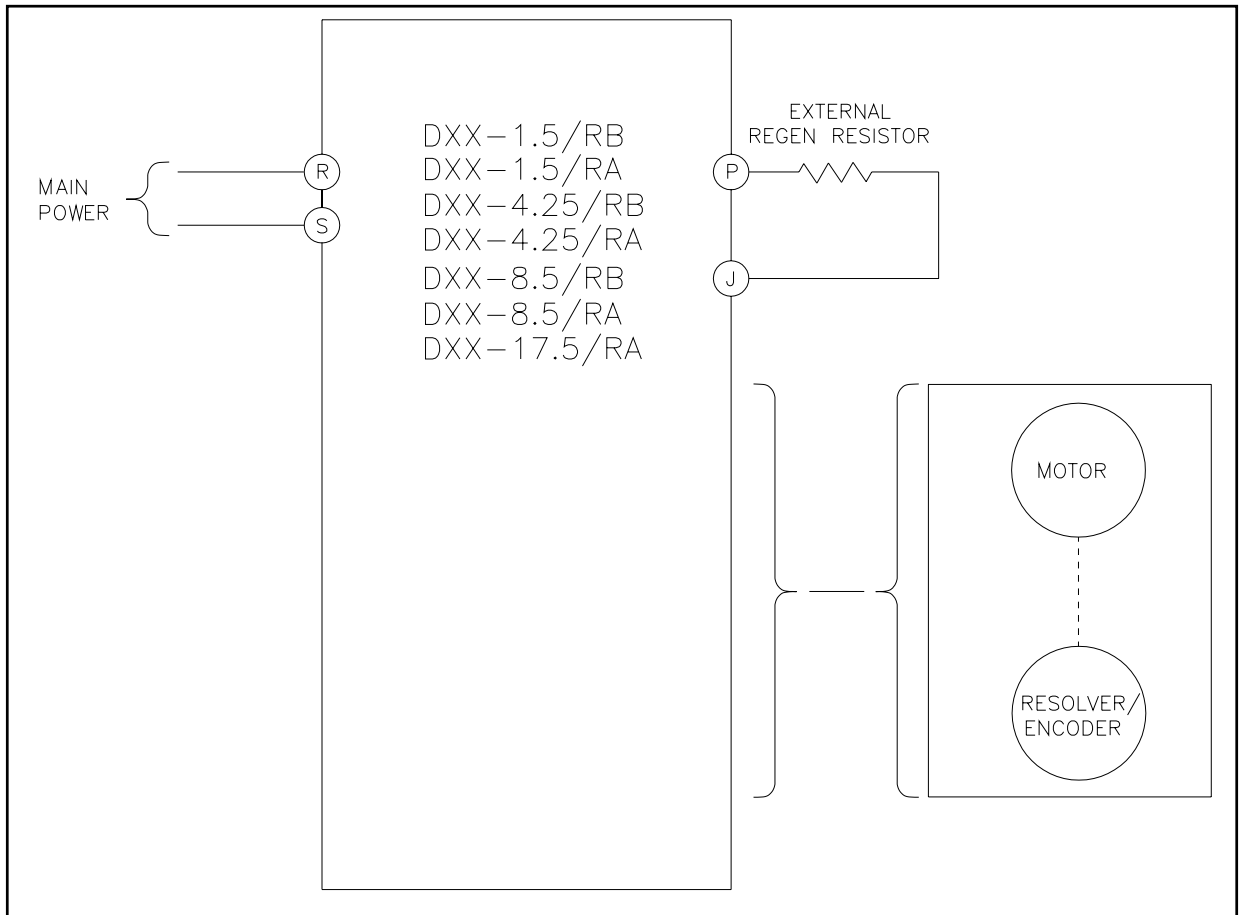 DXX-1.5/RB
DXX-1.5/RA
DXX-4.25/RB
DXX-4.25/RA
DXX-8.5/RB
DXX-8.5/RA
DXX-17.5/RA
MAIN
POWER
R
S
P
J
EXTERNAL
REGEN RESISTOR
MOTOR
RESOLVER/
ENCODER